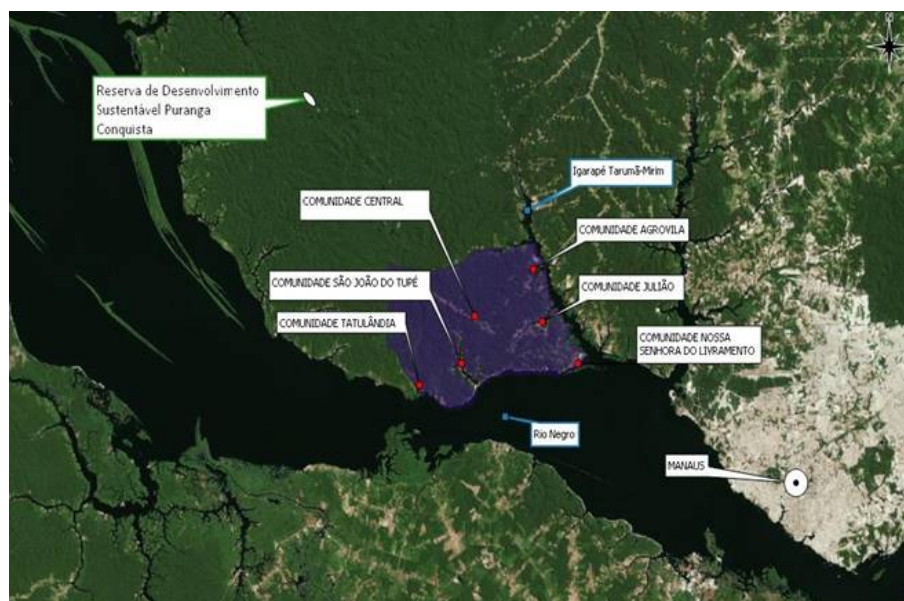 N
Reserva de Desenvolvimento
Sustentável Puranga
Conquista
Igarapé Tarumã-Mirim
COMUNIDADE CENTRAL
COMUNIDADE AGROVILA
COMUNIDADE SÃO JOÃO DO TUPÉ
COMUNIDADE JULIÃO
COMUNIDADE TATULÂNDIA
COMUNIDADE NOSSA
SENHORA DO LIVRAMENTO
Rio Negro
MANAUS